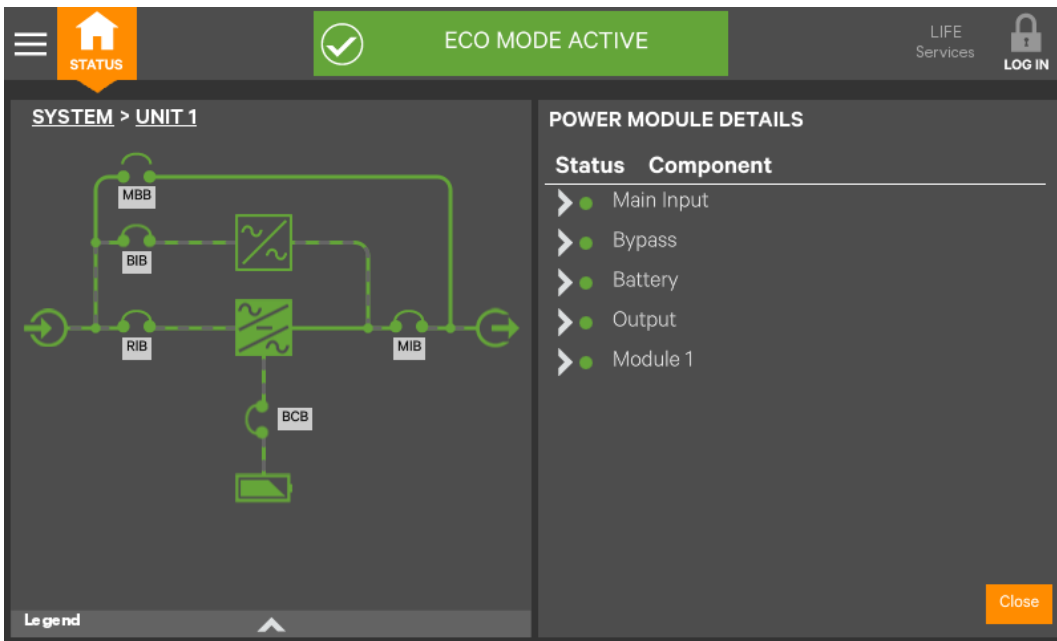 STATUS
ECO MODE ACTIVE
LIFE
Services
LOG IN
SYSTEM > UNIT 1
MBB
BIB
RIB
MIB
BCB
Legend
POWER MODULE DETAILS
Status Component
Main Input
Bypass
Battery
Output
Module 1
Close